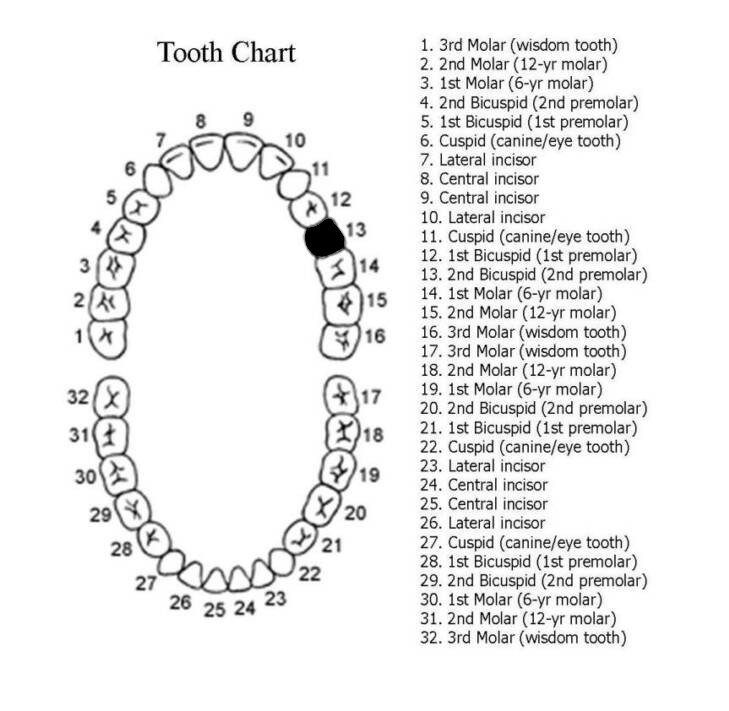 Tooth Chart
1. 3rd Molar (wisdom tooth)
2. 2nd Molar (12-yr molar)
3. 1st Molar (6-yr molar)
4. 2nd Bicuspid (2nd premolar)
5. 1st Bicuspid (1st premolar)
6. Cuspid (canine/eye tooth)
7. Lateral incisor
8. Central incisor
9. Central incisor
10. Lateral incisor
11. Cuspid (canine/eye tooth)
12. 1st Bicuspid (1st premolar)
13. 2nd Bicuspid (2nd premolar)
14. 1st Molar (6-yr molar)
15. 2nd Molar (12-yr molar)
16. 3rd Molar (wisdom tooth)
17. 3rd Molar (wisdom tooth)
18. 2nd Molar (12-yr molar)
19. 1st Molar (6-yr molar)
20. 2nd Bicuspid (2nd premolar)
21. 1st Bicuspid (1st premolar)
22. Cuspid (canine/eye tooth)
23. Lateral incisor
24. Central incisor
25. Central incisor
26. Lateral incisor
27. Cuspid (canine/eye tooth)
28. 1st Bicuspid (1st premolar)
29. 2nd Bicuspid (2nd premolar)
30. 1st Molar (6-yr molar)
31. 2nd Molar (12-yr molar)
32. 3rd Molar (wisdom tooth)
1
2
3
4
5
6
7
8
9
10
11
12
13
14
15
16
17
18
19
20
21
22
23
24
25
26
27
28
29
30
31
32